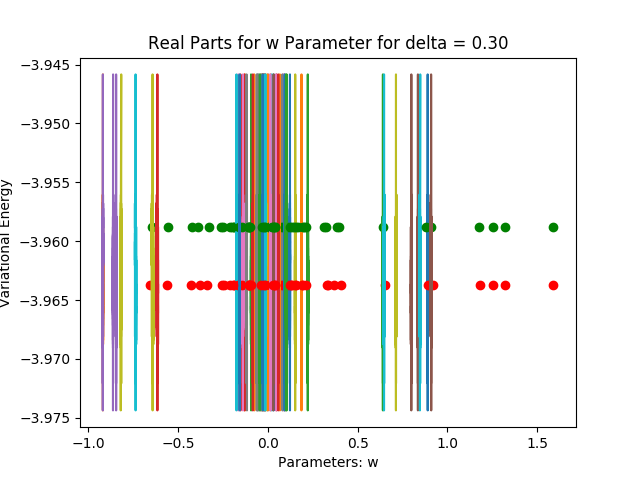 Real Parts for w Parameter for delta = 0.30
−3.945
−3.950
−3.955
−3.960
−3.965
−3.970
−3.975
Variational Energy
−1.0 −0.5 0.0 0.5 1.0 1.5
Parameters: w